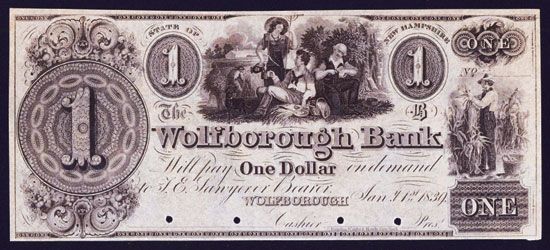 STATE OF
NEW HAMPSHIRE
1
1
ONE
No
The
B
1
Wolfborough Bank
Will pay One Dollar on demand
to T. E. Sawyer or Bearer
WOLFBOROUGH Jan. 1st 1839.
Cashier Pres.
ONE